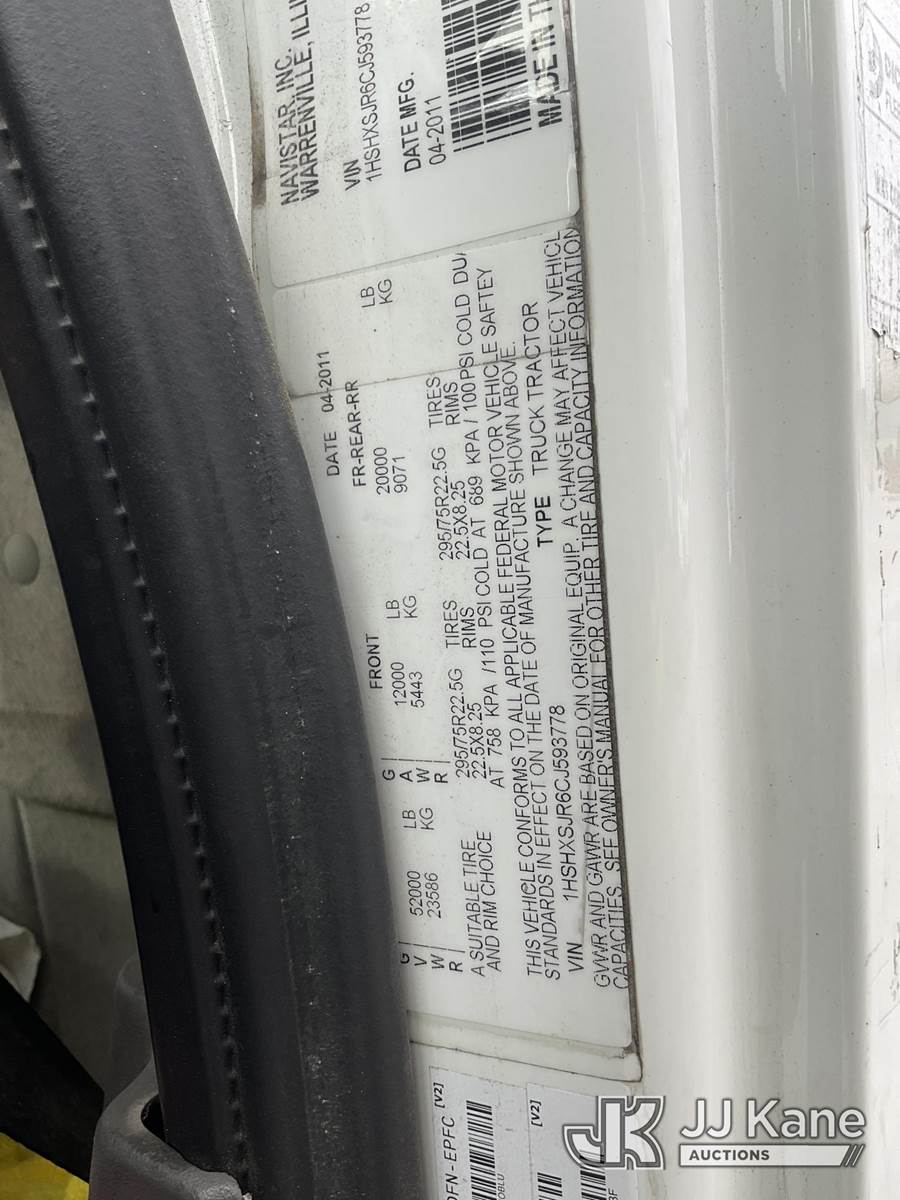 NAVISTAR, INC.
WARRENVILLE,
VIN
1HSHXSJR6CJ593778
DATE MFG.
04-2011
MADE IN
DATE 04-2011
G FRONT FR-REAR-RR
G V W R
52000 LB
23586 KG
G A W R
12000 LB
5443 KG
20000 LB
9071 KG
A SUITABLE TIRE 295/75R22.5G TIRES 295/75R22.5G TIRES
AND RIM CHOICE 22.5X8.25 RIMS 22.5X8.25 RIMS
AT 758 KPA /110 PSI COLD AT 689 KPA / 100 PSI COLD
THIS VEHICLE CONFORMS TO ALL APPLICABLE FEDERAL MOTOR VEHICLE SAFTEY
STANDARDS IN EFFECT ON THE DATE OF MANUFACTURE SHOWN ABOVE.
VIN 1HSHXSJR6CJ593778 TYPE TRUCK TRACTOR
GVWR AND GAWR ARE BASED ON ORIGINAL EQUIP. A CHANGE MAY AFFECT
CAPACITIES. SEE OWNER'S MANUAL FOR OTHER TIRE AND CAPACITY INFORMATION
[V2]
[V2]
JK JJ Kane
AUCTIONS